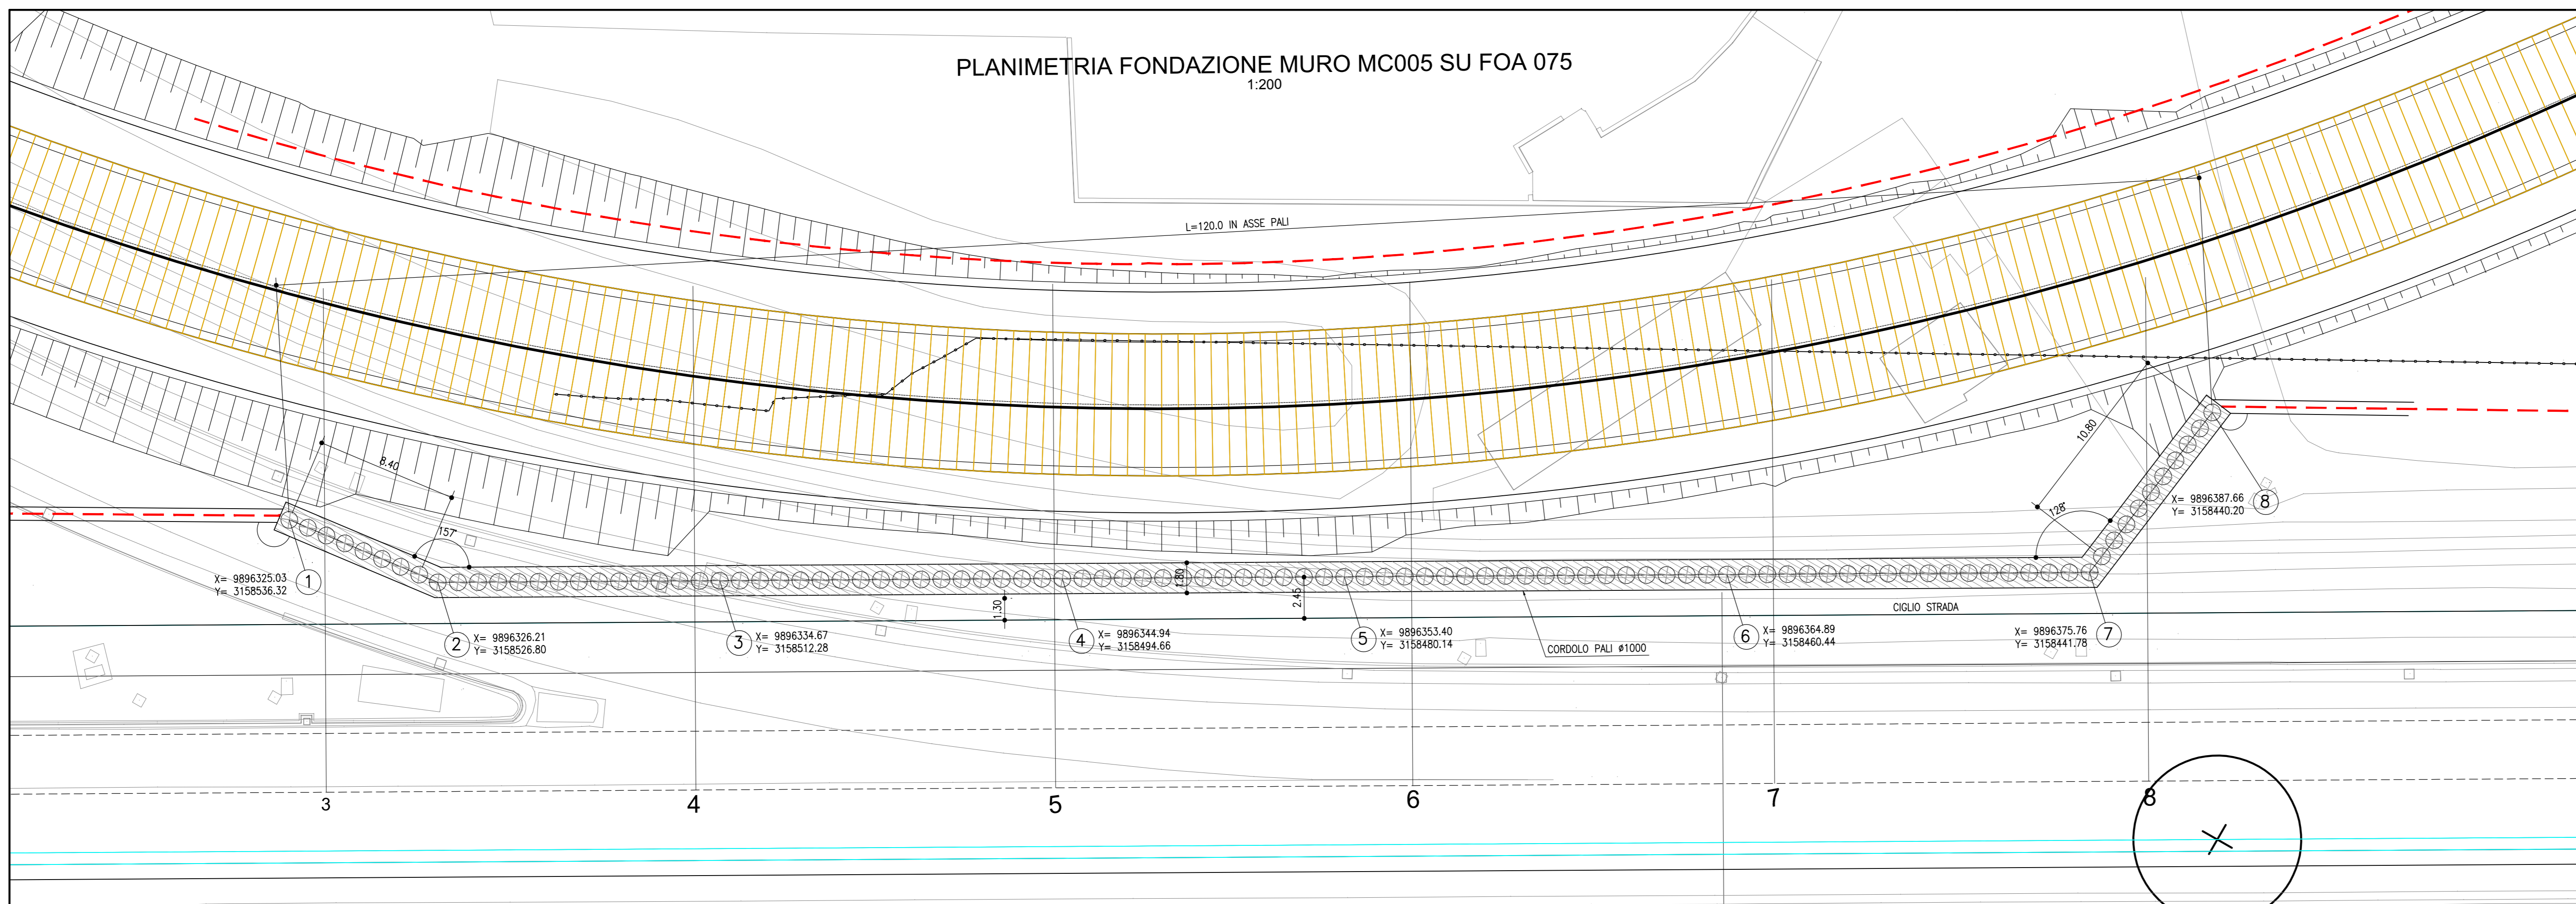 PLANIMETRIA FONDAZIONE MURO MC005 SU FOA 075
1:200
L=120.0 IN ASSE PALI
8.40
157°
10.80
128°
X= 9896387.66
Y= 3158440.20
8
X= 9896325.03
Y= 3158536.32
1
1.80
1.30
2.45
CIGLIO STRADA
2
X= 9896326.21
Y= 3158526.80
3
X= 9896334.67
Y= 3158512.28
4
X= 9896344.94
Y= 3158494.66
5
X= 9896353.40
Y= 3158480.14
CORDOLO PALI ø1000
6
X= 9896364.89
Y= 3158460.44
X= 9896375.76
Y= 3158441.78
7
3
4
5
6
7
8